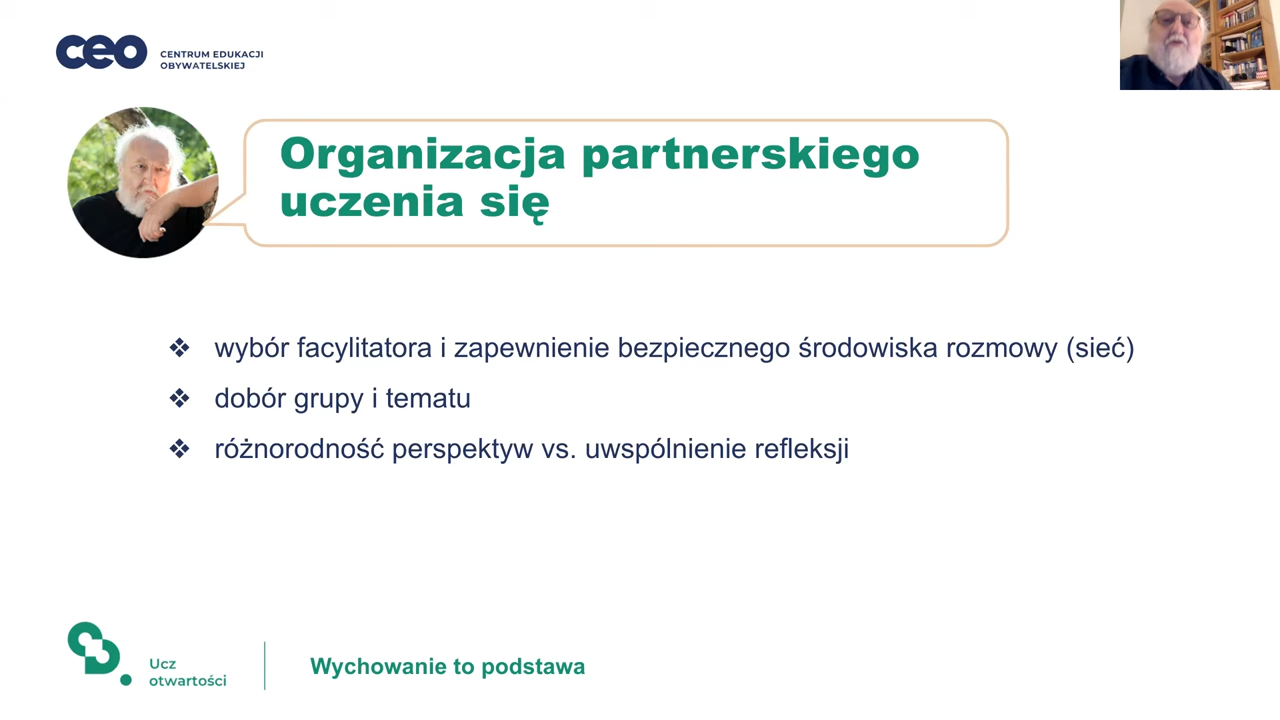 ceo CENTRUM EDUKACJI
OBYWATELSKIEJ
Organizacja partnerskiego
uczenia się
❖ wybór facylitatora i zapewnienie bezpiecznego środowiska rozmowy (sieć)
❖ dobór grupy i tematu
❖ różnorodność perspektyw vs. uwspólnienie refleksji
Ucz
otwartości
Wychowanie to podstawa